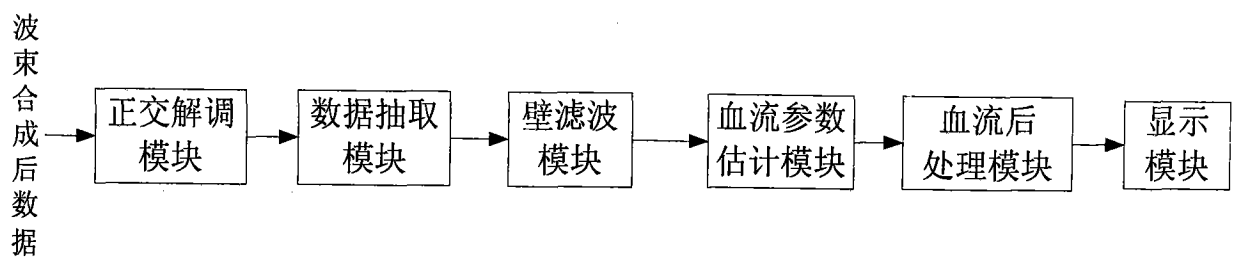 波束合成后数据
正交解调
模块
数据抽取
模块
壁滤波
模块
血流参数
估计模块
血流后
处理模块
显示
模块